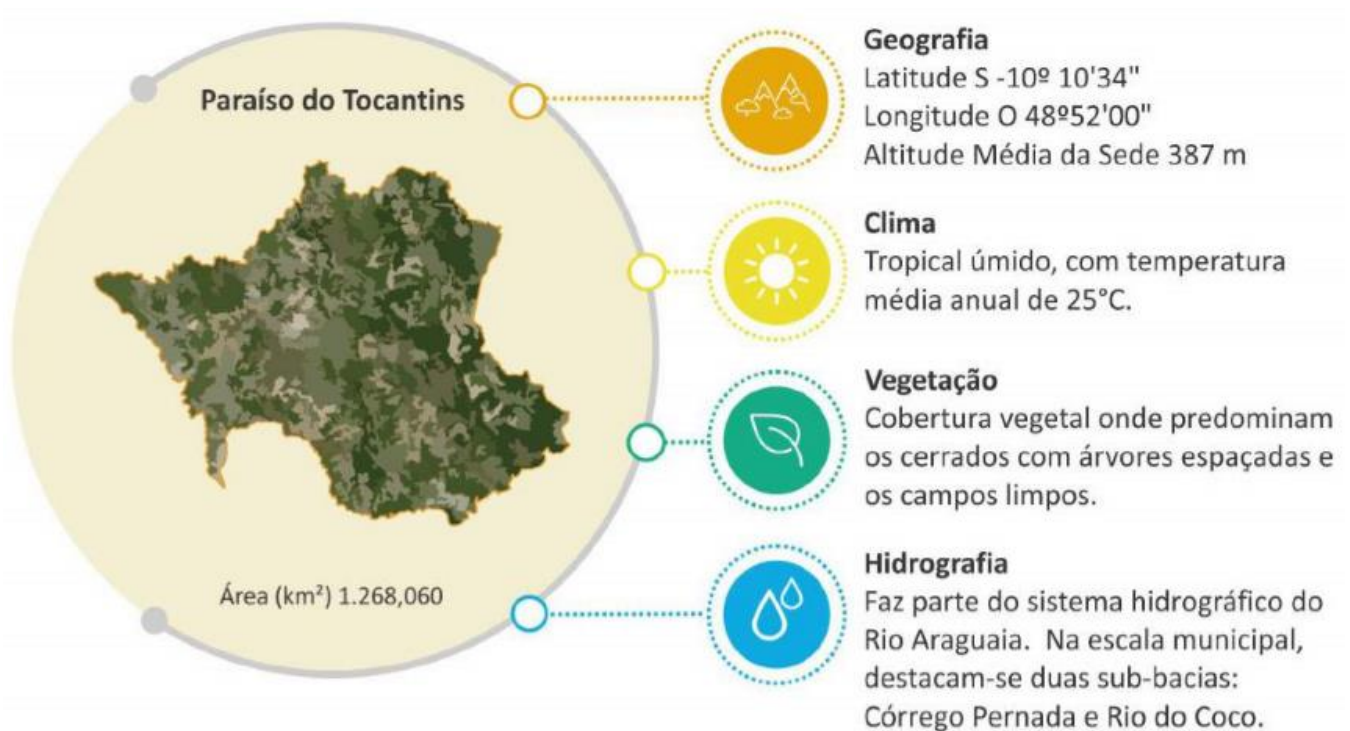 Paraíso do Tocantins
Área (km²) 1.268,060
Geografia
Latitude S -10º 10'34"
Longitude O 48º52'00"
Altitude Média da Sede 387 m
Clima
Tropical úmido, com temperatura
média anual de 25°C.
Vegetação
Cobertura vegetal onde predominam
os cerrados com árvores espaçadas e
os campos limpos.
Hidrografia
Faz parte do sistema hidrográfico do
Rio Araguaia.  Na escala municipal,
destacam-se duas sub-bacias:
Córrego Pernada e Rio do Coco.